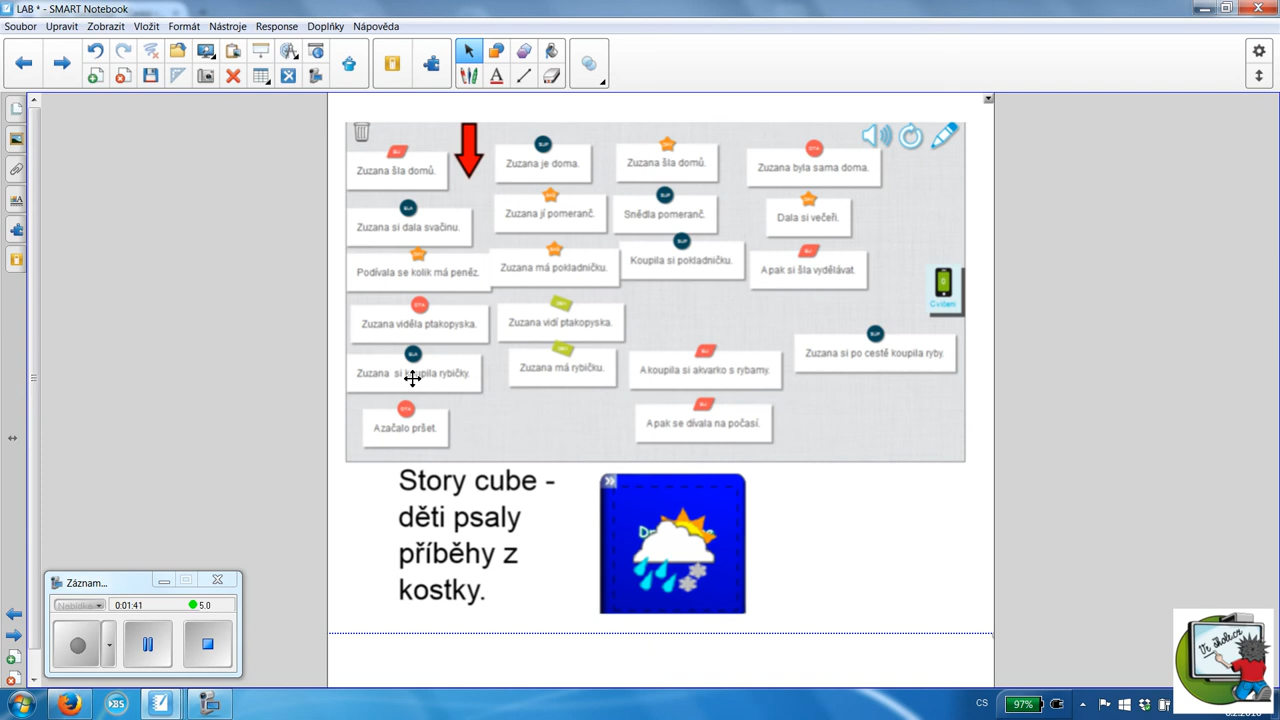 LAB * - SMART Notebook
Soubor Upravit Zobrazit Vložit Formát Nástroje Response Doplňky Nápověda
Zuzana šla domů.
Zuzana je doma.
Zuzana šla domů.
Zuzana byla sama doma.
Zuzana si dala svačinu.
Zuzana jí pomeranč.
Snědla pomeranč.
Dala si večeři.
Podívala se kolik má peněz.
Zuzana má pokladničku.
Koupila si pokladničku.
A pak si šla vydělávat.
Cvičení
Zuzana viděla ptakopyska.
Zuzana vidí ptakopyska.
Zuzana si po cestě koupila ryby.
Zuzana si koupila rybičky.
Zuzana má rybičku.
A koupila si akvarko s rybamy.
A začalo pršet.
A pak se dívala na počasí.
Story cube -
děti psaly
příběhy z
kostky.
Záznam...
Nabídka 0:01:41 5.0
Ve škole.cz
CS 97%